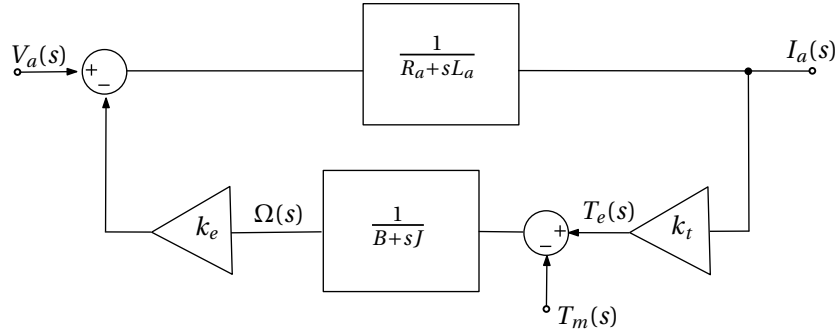 V_a(s)
+
−
1
R_a+sL_a
I_a(s)
k_e
Ω(s)
1
B+sJ
−
+
T_e(s)
k_t
T_m(s)